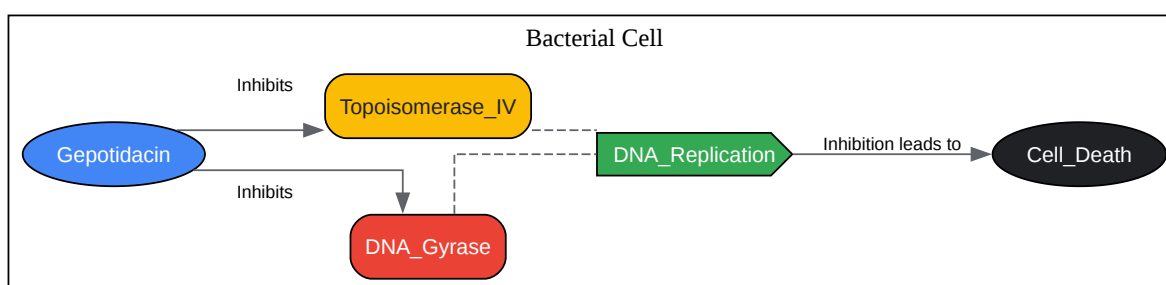 Bacterial Cell
Inhibits
Topoisomerase_IV
Gepotidacin
DNA_Replication
Inhibition leads to
Cell_Death
Inhibits
DNA_Gyrase